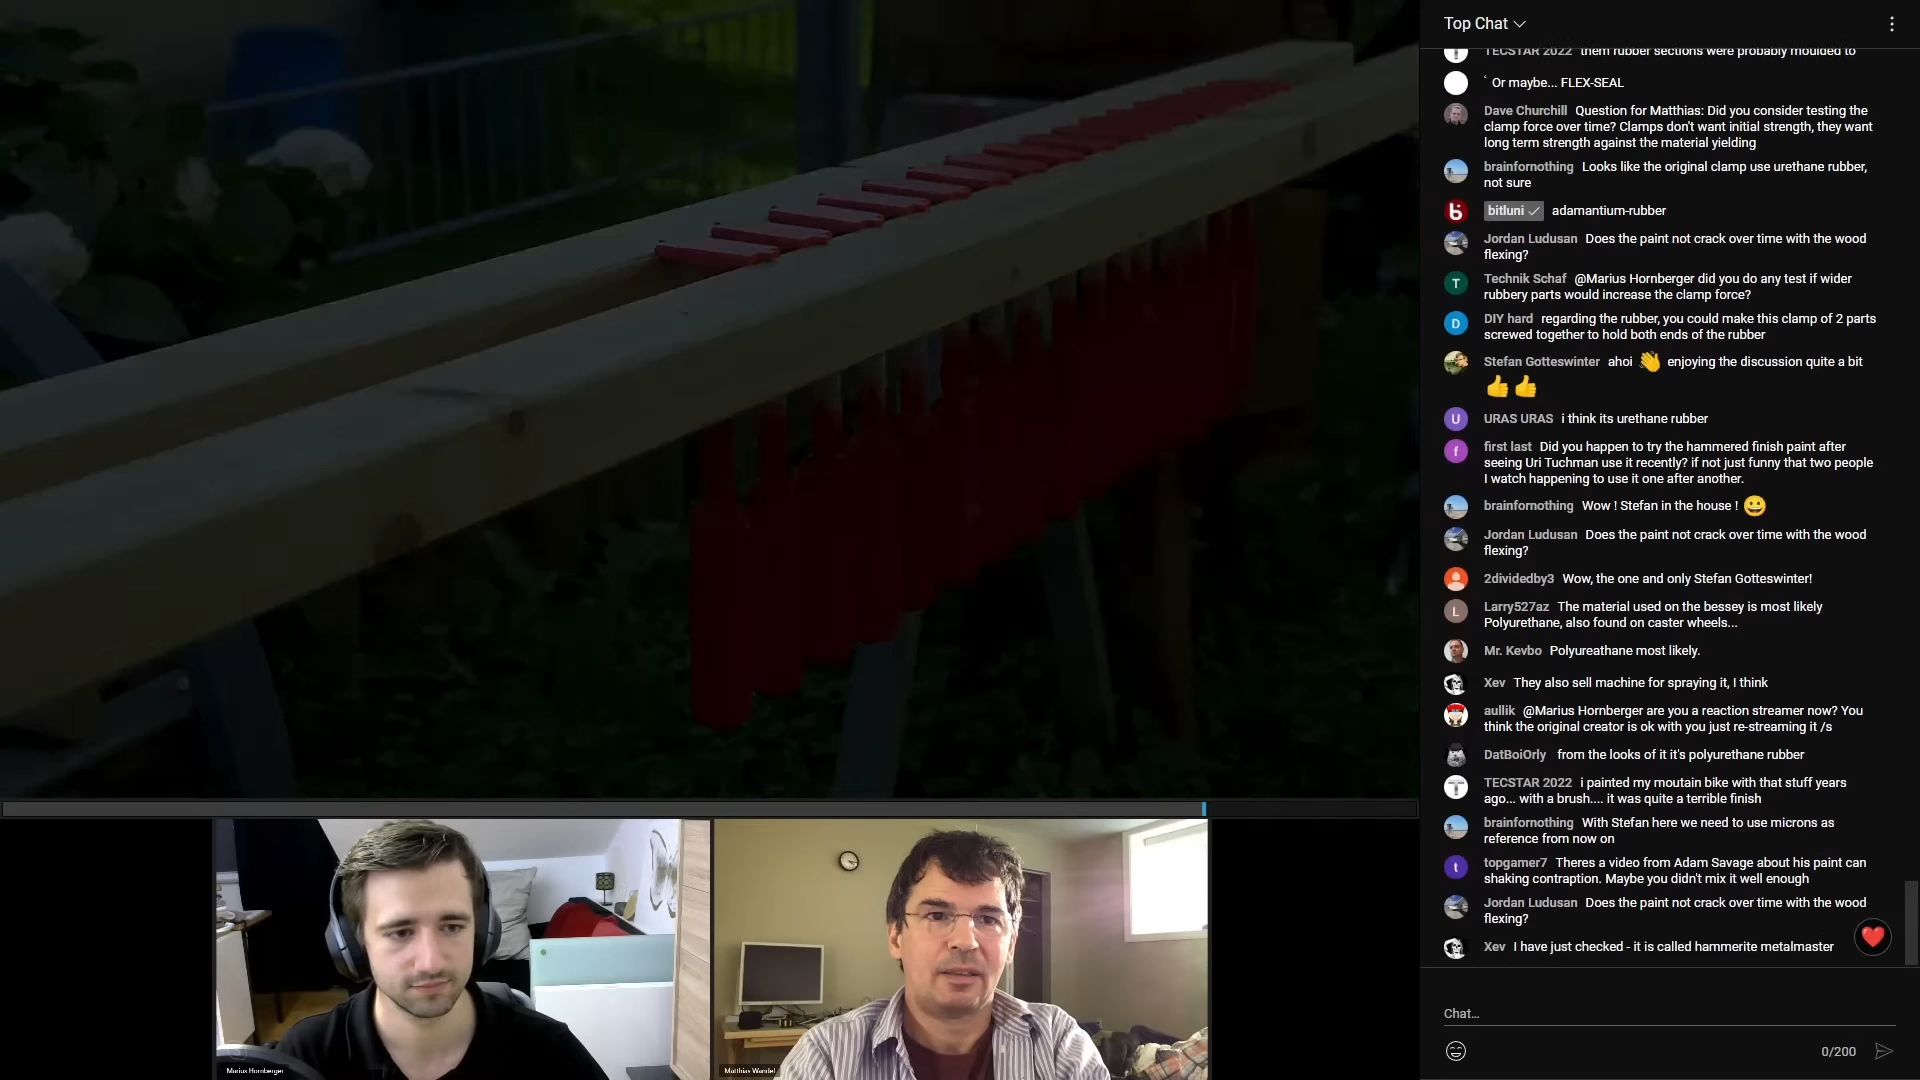 Top Chat
TECSTAR 2022 them rubber sections were probably moulded to
Or maybe... FLEX-SEAL
Dave Churchill Question for Matthias: Did you consider testing the
clamp force over time? Clamps don't want initial strength, they want
long term strength against the material yielding
brainfornothing Looks like the original clamp use urethane rubber,
not sure
bitluni adamantium-rubber
Jordan Ludusan Does the paint not crack over time with the wood
flexing?
T
Technik Schaf @Marius Hornberger did you do any test if wider
rubbery parts would increase the clamp force?
D
DIY hard regarding the rubber, you could make this clamp of 2 parts
screwed together to hold both ends of the rubber
Stefan Gotteswinter ahoi 👋 enjoying the discussion quite a bit
👍👍
U
URAS URAS i think its urethane rubber
f
first last Did you happen to try the hammered finish paint after
seeing Uri Tuchman use it recently? if not just funny that two people
I watch happening to use it one after another.
brainfornothing Wow ! Stefan in the house ! 😀
Jordan Ludusan Does the paint not crack over time with the wood
flexing?
2dividedby3 Wow, the one and only Stefan Gotteswinter!
L
Larry527az The material used on the bessey is most likely
Polyurethane, also found on caster wheels...
Mr. Kevbo Polyureathane most likely.
Xev They also sell machine for spraying it, I think
aullik @Marius Hornberger are you a reaction streamer now? You
think the original creator is ok with you just re-streaming it /s
DatBoiOrly from the looks of it it's polyurethane rubber
TECSTAR 2022 i painted my moutain bike with that stuff years
ago... with a brush.... it was quite a terrible finish
brainfornothing With Stefan here we need to use microns as
reference from now on
t
topgamer7 Theres a video from Adam Savage about his paint can
shaking contraption. Maybe you didn't mix it well enough
Jordan Ludusan Does the paint not crack over time with the wood
flexing?
Xev I have just checked - it is called hammerite metalmaster
Chat...
0/200
Marius Hornberger
Matthias Wandel